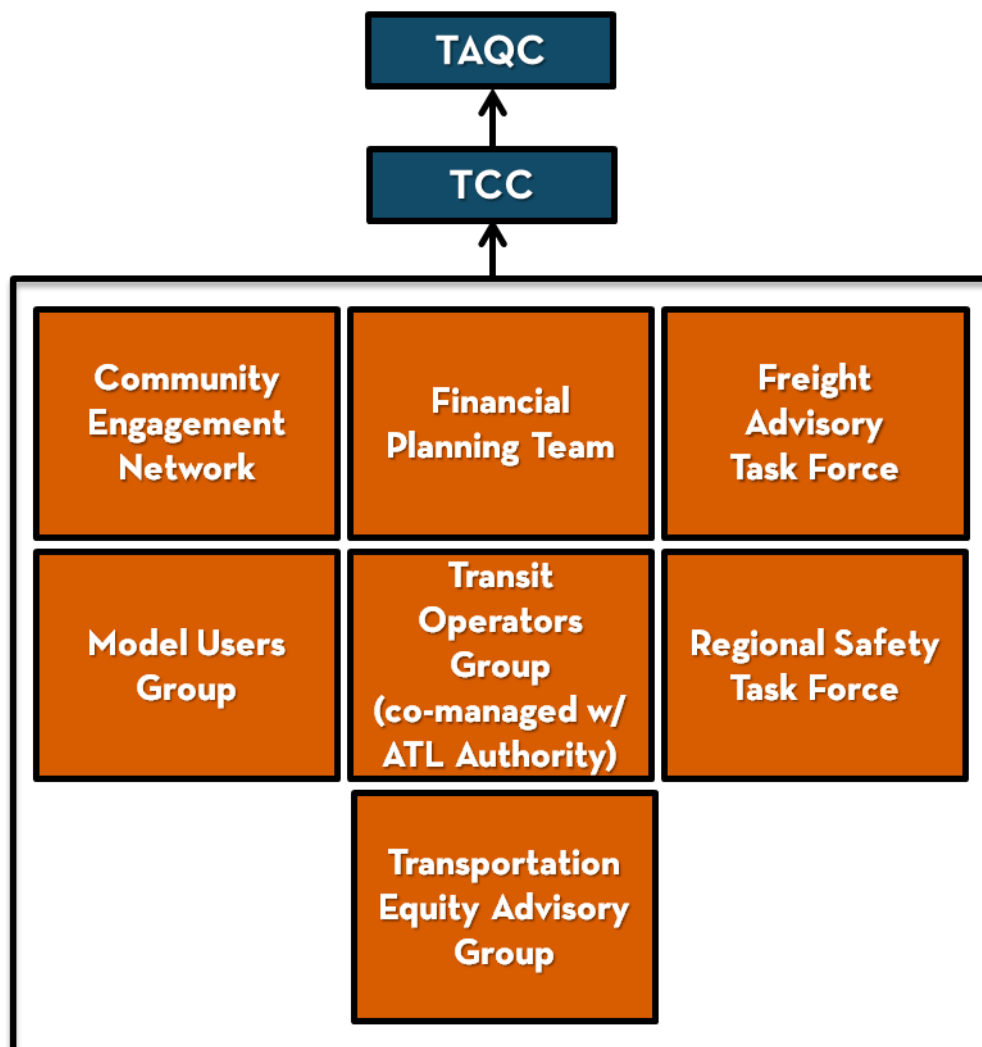 TAQC
TCC
Community
Engagement
Network
Financial
Planning Team
Freight
Advisory
Task Force
Model Users
Group
Transit
Operators
Group
(co-managed w/
ATL Authority)
Regional Safety
Task Force
Transportation
Equity Advisory
Group